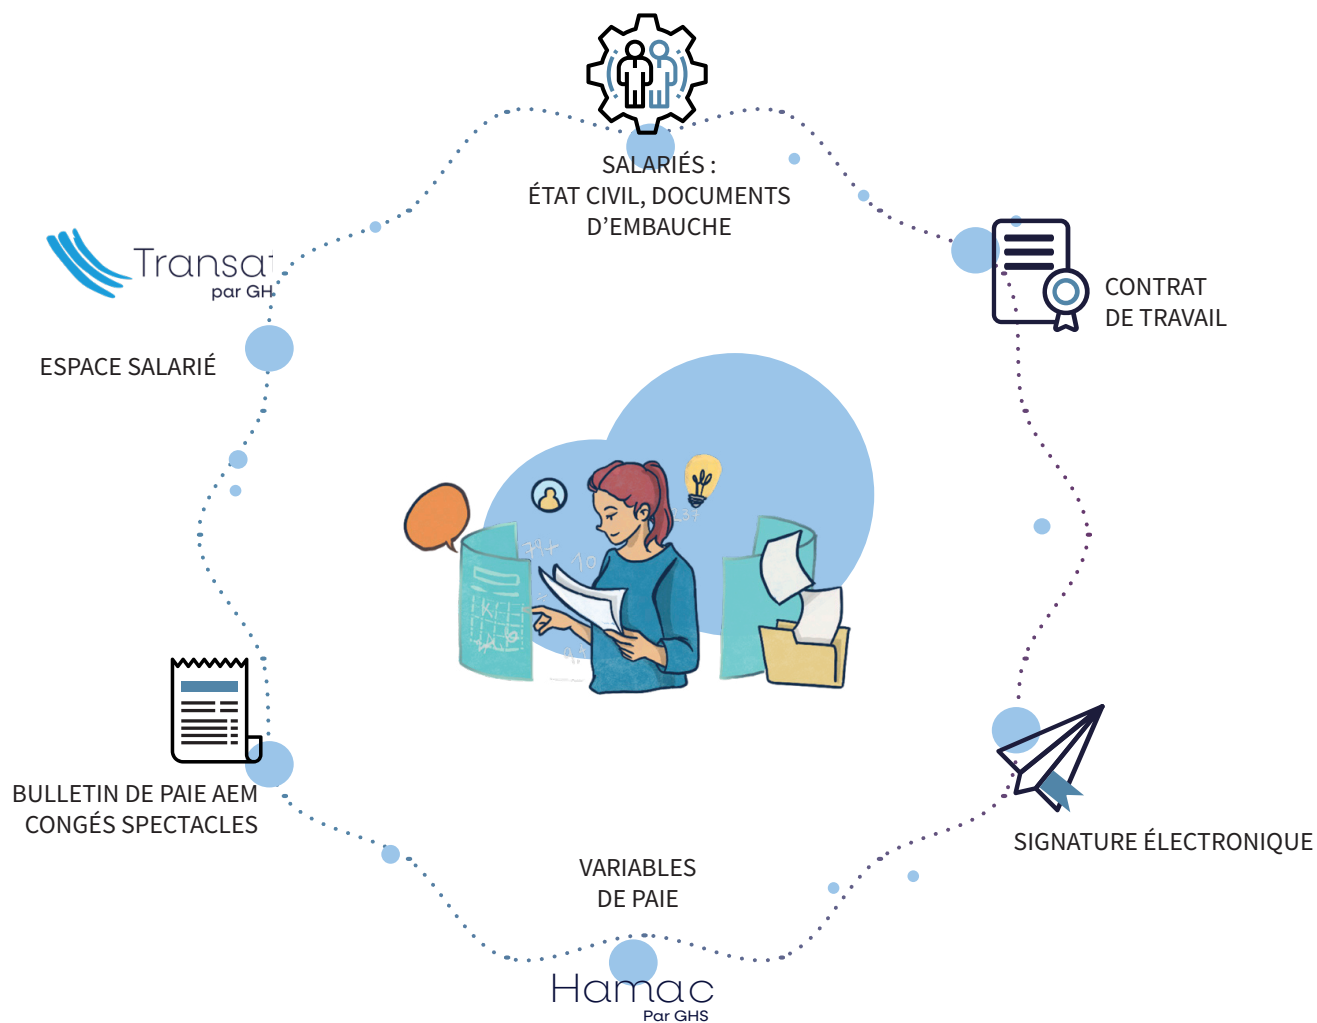 SALARIÉS :
ÉTAT CIVIL, DOCUMENTS
D’EMBAUCHE
CONTRAT
DE TRAVAIL
SIGNATURE ÉLECTRONIQUE
VARIABLES
DE PAIE
Hamac
Par GHS
BULLETIN DE PAIE AEM
CONGÉS SPECTACLES
Transat
par GH
ESPACE SALARIÉ
10